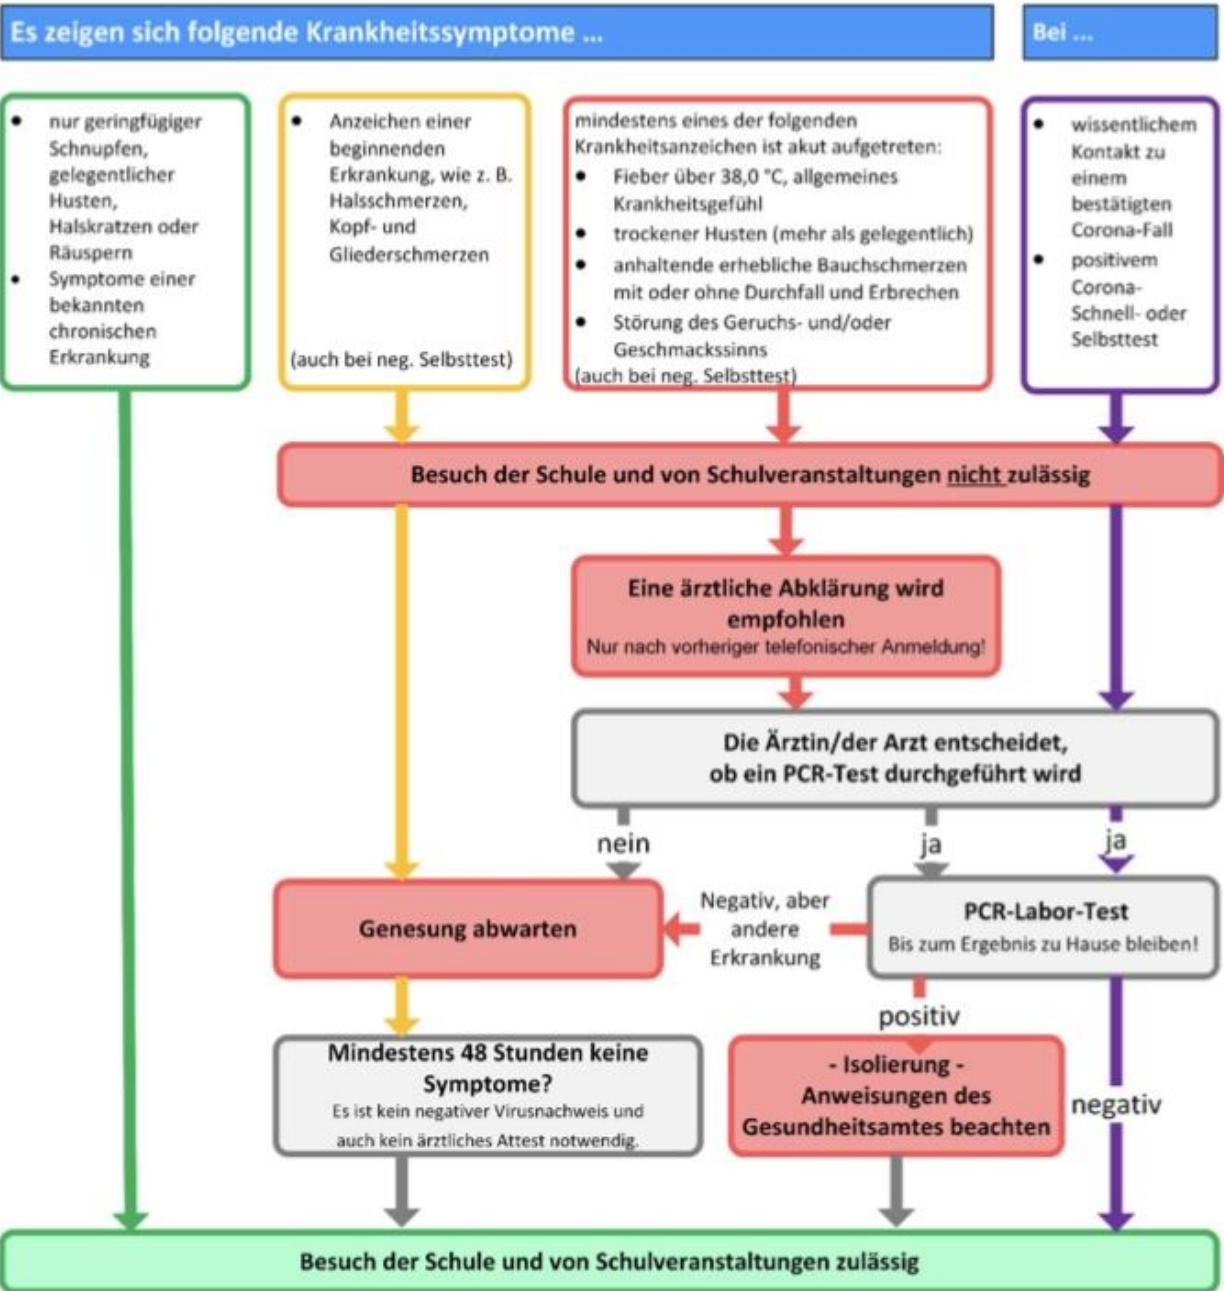 Es zeigen sich folgende Krankheitssymptome ...
Bei ...
• nur geringfügiger
Schnupfen,
gelegentlicher
Husten,
Halskratzen oder
Räuspern
• Symptome einer
bekannten
chronischen
Erkrankung
• Anzeichen einer
beginnenden
Erkrankung, wie z. B.
Halsschmerzen,
Kopf- und
Gliederschmerzen
(auch bei neg. Selbsttest)
mindestens eines der folgenden
Krankheitsanzeichen ist akut aufgetreten:
• Fieber über 38,0 °C, allgemeines
Krankheitsgefühl
• trockener Husten (mehr als gelegentlich)
• anhaltende erhebliche Bauchschmerzen
mit oder ohne Durchfall und Erbrechen
• Störung des Geruchs- und/oder
Geschmackssinns
(auch bei neg. Selbsttest)
• wissentlichem
Kontakt zu
einem
bestätigten
Corona-Fall
• positivem
Corona-
Schnell- oder
Selbsttest
Besuch der Schule und von Schulveranstaltungen nicht zulässig
Eine ärztliche Abklärung wird
empfohlen
Nur nach vorheriger telefonischer Anmeldung!
Die Ärztin/der Arzt entscheidet,
ob ein PCR-Test durchgeführt wird
nein
ja
ja
Genesung abwarten
Negativ, aber
andere
Erkrankung
PCR-Labor-Test
Bis zum Ergebnis zu Hause bleiben!
positiv
Mindestens 48 Stunden keine
Symptome?
Es ist kein negativer Virusnachweis und
auch kein ärztliches Attest notwendig.
- Isolierung -
Anweisungen des
Gesundheitsamtes beachten
negativ
Besuch der Schule und von Schulveranstaltungen zulässig